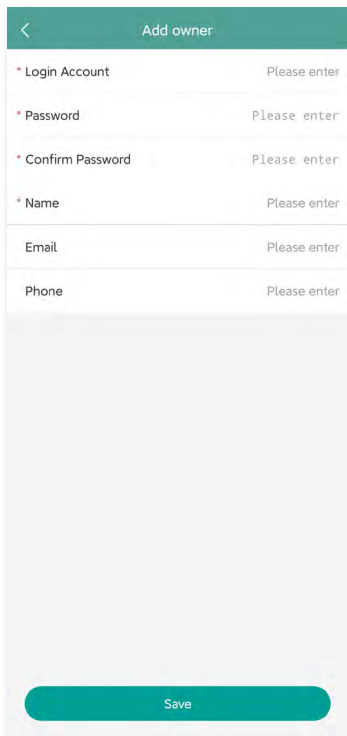 Add owner
* Login Account Please enter
* Password Please enter
* Confirm Password Please enter
* Name Please enter
Email Please enter
Phone Please enter
Save